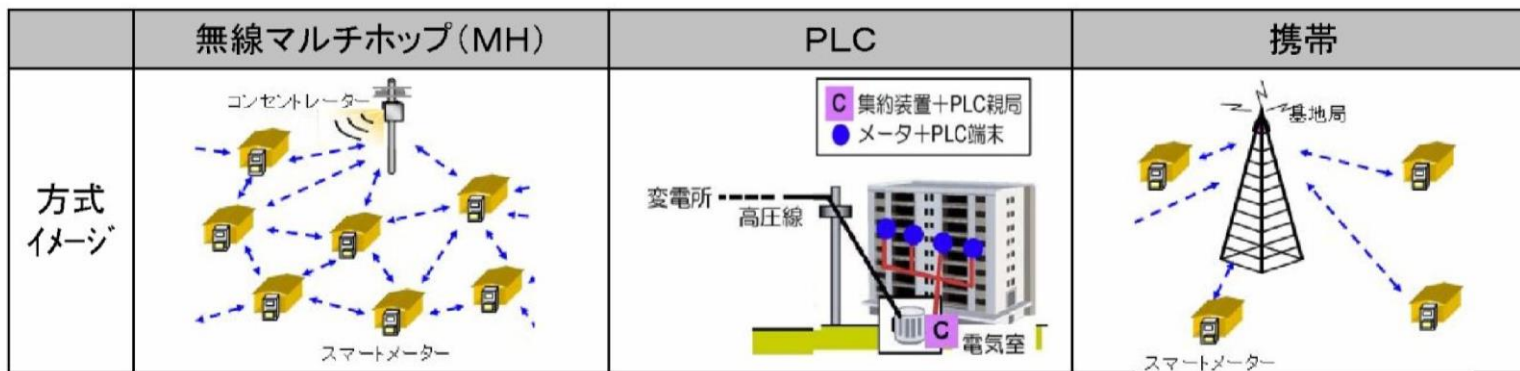 無線マルチホップ（MH）
PLC
携帯
方式
イメージ
コンセントレーター
スマートメーター
C 集約装置＋PLC親局
メータ＋PLC端末
変電所
高圧線
C
電気室
基地局
スマートメーター